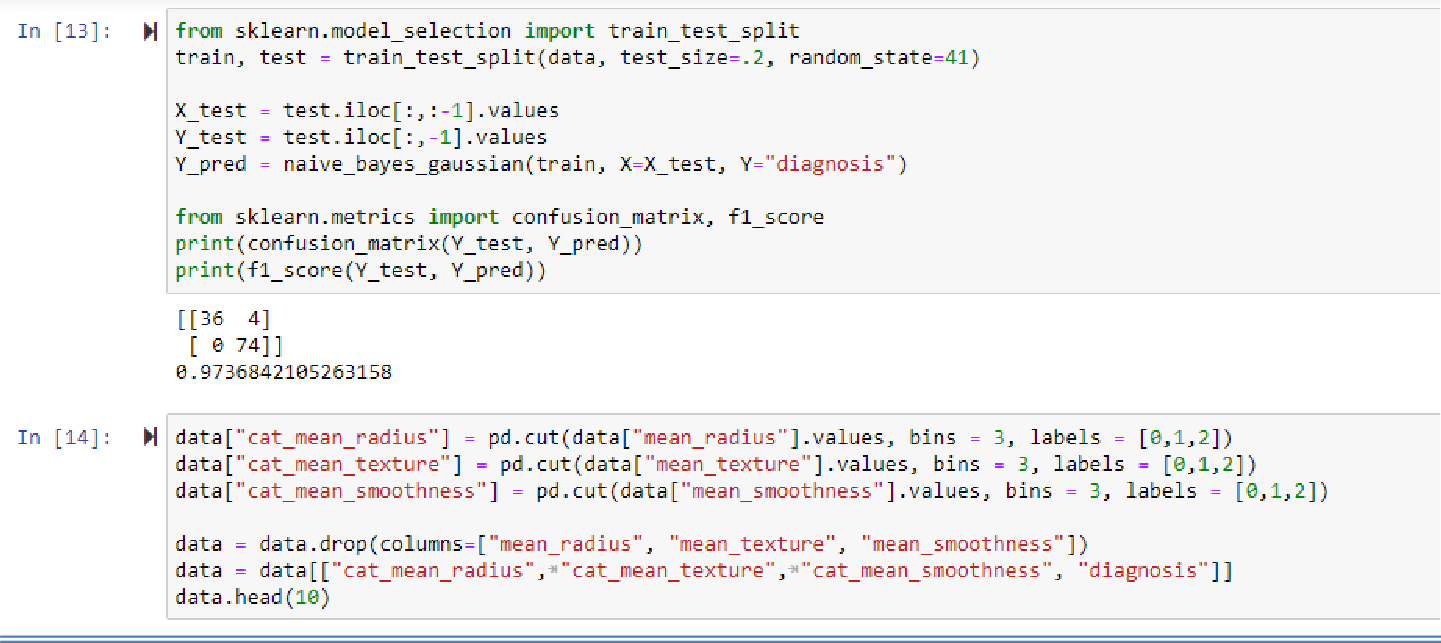 In [13]:
from sklearn.model_selection import train_test_split
train, test = train_test_split(data, test_size=.2, random_state=41)
X_test = test.iloc[:,:-1].values
Y_test = test.iloc[:,-1].values
Y_pred = naive_bayes_gaussian(train, X=X_test, Y="diagnosis")
from sklearn.metrics import confusion_matrix, f1_score
print(confusion_matrix(Y_test, Y_pred))
print(f1_score(Y_test, Y_pred))
[[36  4]
 [ 0 74]]
0.9736842105263158
In [14]:
data["cat_mean_radius"] = pd.cut(data["mean_radius"].values, bins = 3, labels = [0,1,2])
data["cat_mean_texture"] = pd.cut(data["mean_texture"].values, bins = 3, labels = [0,1,2])
data["cat_mean_smoothness"] = pd.cut(data["mean_smoothness"].values, bins = 3, labels = [0,1,2])
data = data.drop(columns=["mean_radius", "mean_texture", "mean_smoothness"])
data = data[["cat_mean_radius", "cat_mean_texture", "cat_mean_smoothness", "diagnosis"]]
data.head(10)